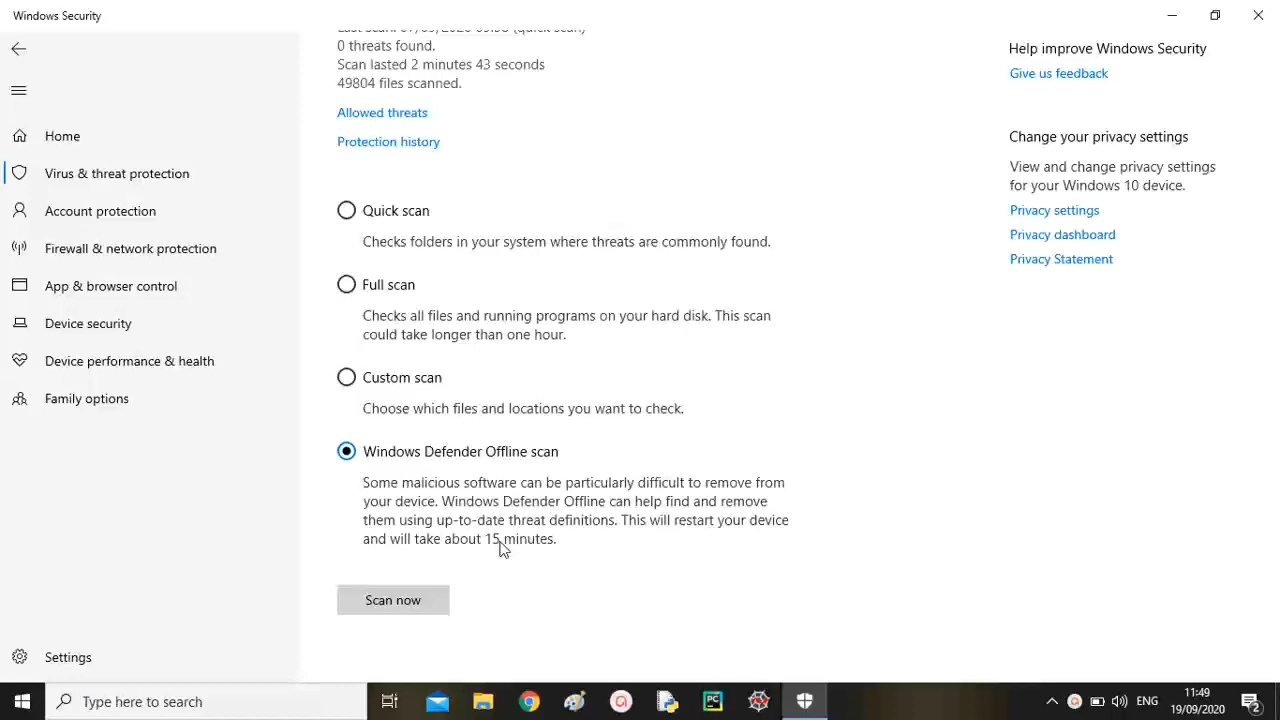 Windows Security
0 threats found.
Scan lasted 2 minutes 43 seconds
49804 files scanned.
Allowed threats
Protection history
Home
Virus & threat protection
Account protection
Firewall & network protection
App & browser control
Device security
Device performance & health
Family options
Settings
Quick scan
Checks folders in your system where threats are commonly found.
Full scan
Checks all files and running programs on your hard disk. This scan
could take longer than one hour.
Custom scan
Choose which files and locations you want to check.
Windows Defender Offline scan
Some malicious software can be particularly difficult to remove from
your device. Windows Defender Offline can help find and remove
them using up-to-date threat definitions. This will restart your device
and will take about 15 minutes.
Scan now
Help improve Windows Security
Give us feedback
Change your privacy settings
View and change privacy settings
for your Windows 10 device.
Privacy settings
Privacy dashboard
Privacy Statement
Type here to search
PC
ENG
11:49
19/09/2020
2